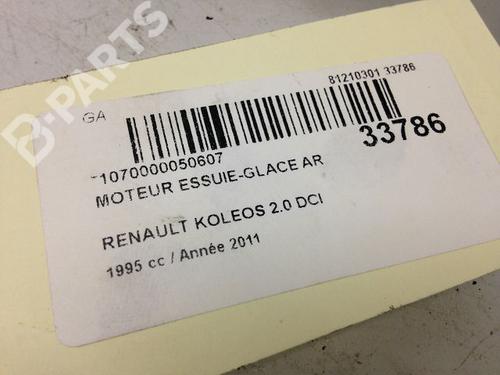 B-PARTS
GA
81210301 33786
1070000050607
33786
MOTEUR ESSUIE-GLACE AR
RENAULT KOLEOS 2.0 DCI
1995 cc / Année 2011